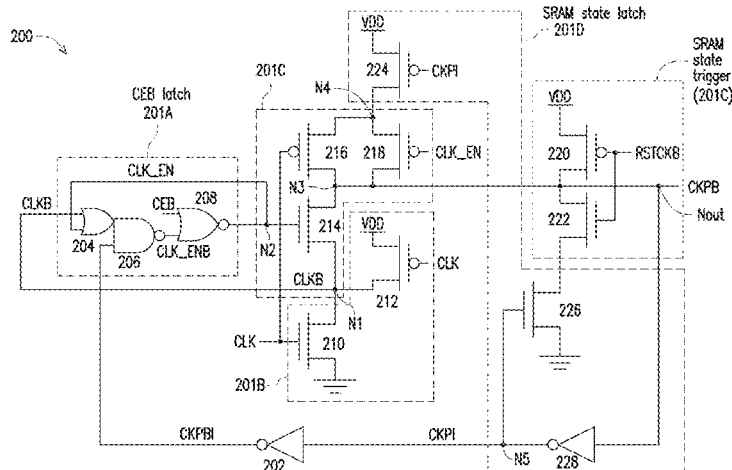 200
SRAM state latch
201D
SRAM
state
trigger
(201C)
VDD
224
CKPI
N4
201C
CEB latch
201A
CLK_EN
216
218
CLK_EN
VDD
220
RSTCKB
CLKB
204
206
CEB
208
CLK_ENB
N2
N3
214
222
CKPB
Nout
VDD
CLK
212
CLKB
N1
226
CLK
210
201B
CKPBI
202
CKPI
N5
228